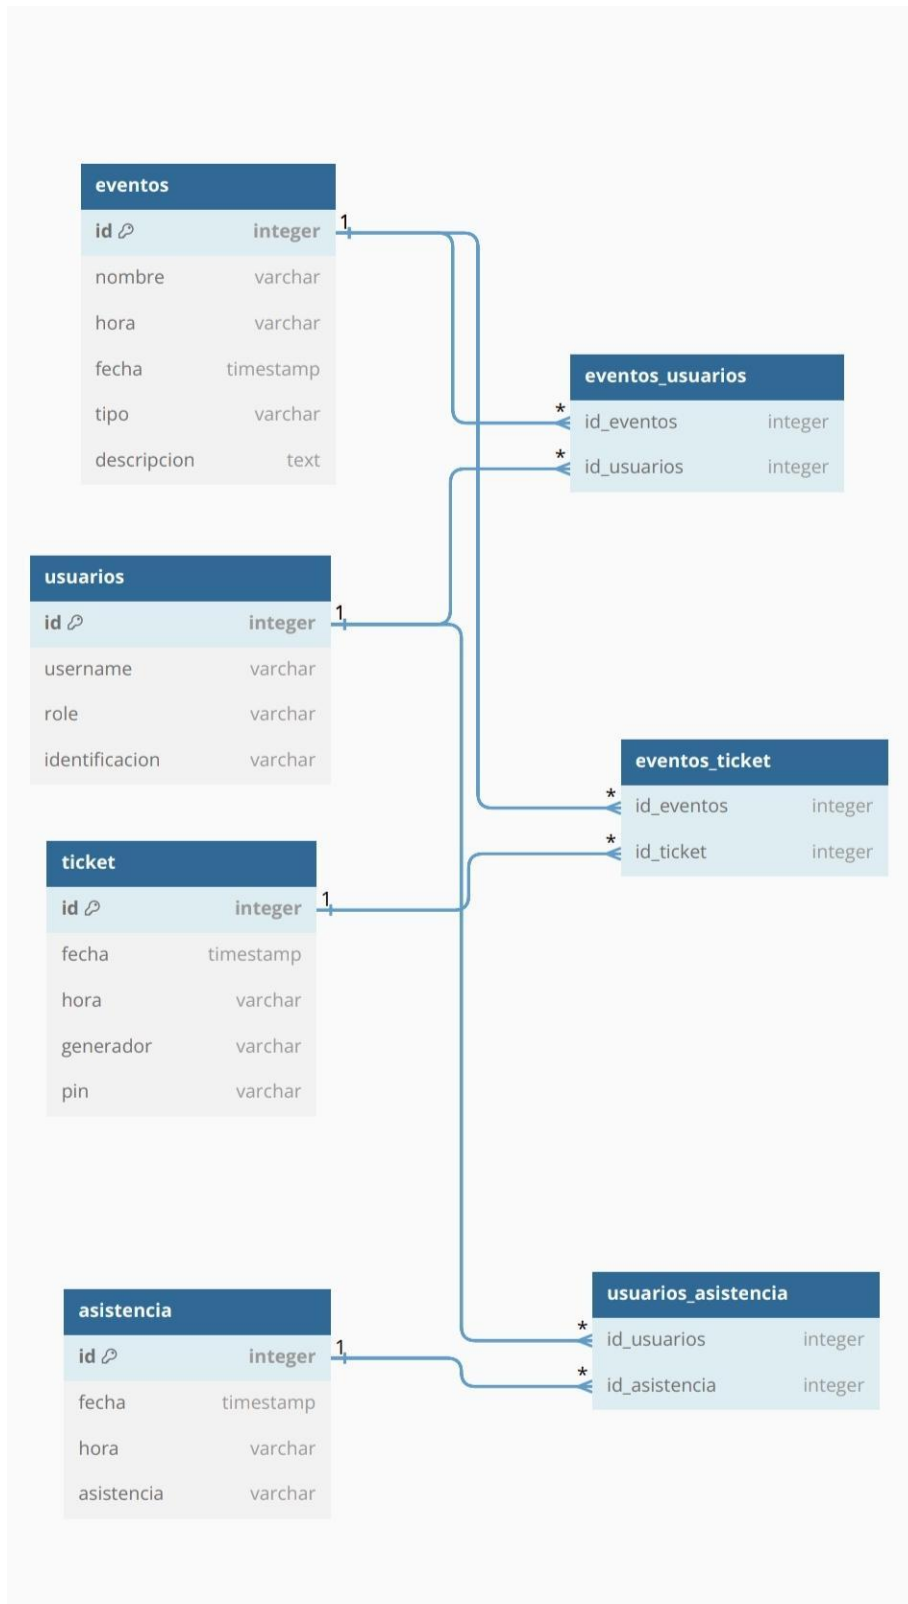 eventos
id integer
nombre varchar
hora varchar
fecha timestamp
tipo varchar
descripcion text
1
eventos_usuarios
* id_eventos integer
* id_usuarios integer
usuarios
id integer
username varchar
role varchar
identificacion varchar
1
eventos_ticket
* id_eventos integer
* id_ticket integer
ticket
id integer
fecha timestamp
hora varchar
generador varchar
pin varchar
1
usuarios_asistencia
* id_usuarios integer
* id_asistencia integer
asistencia
id integer
fecha timestamp
hora varchar
asistencia varchar
1